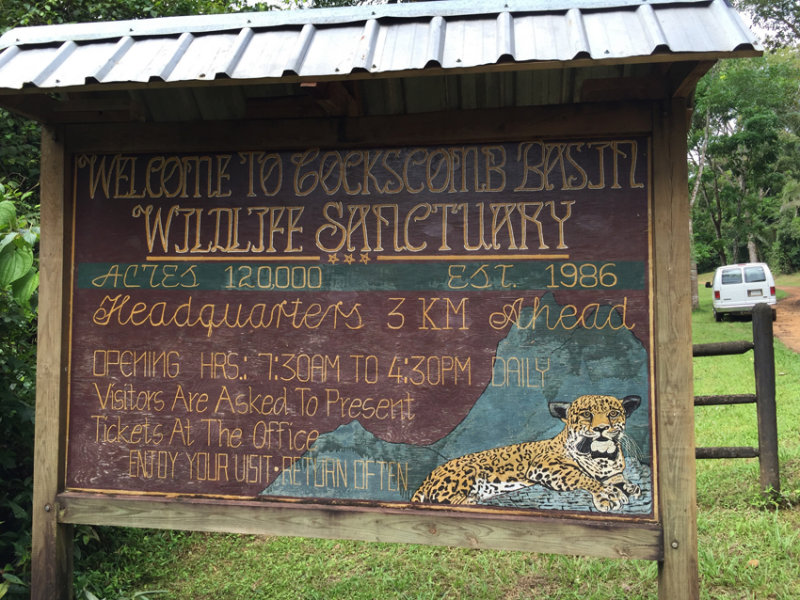 WELCOME TO COCKSCOMB BASIN
WILDLIFE SANCTUARY
ACRES 120,000 EST. 1986
Headquarters 3 KM Ahead
OPENING HRS.: 7:30AM TO 4:30PM DAILY
Visitors Are Asked To Present
Tickets At The Office
ENJOY YOUR VISIT · RETURN OFTEN